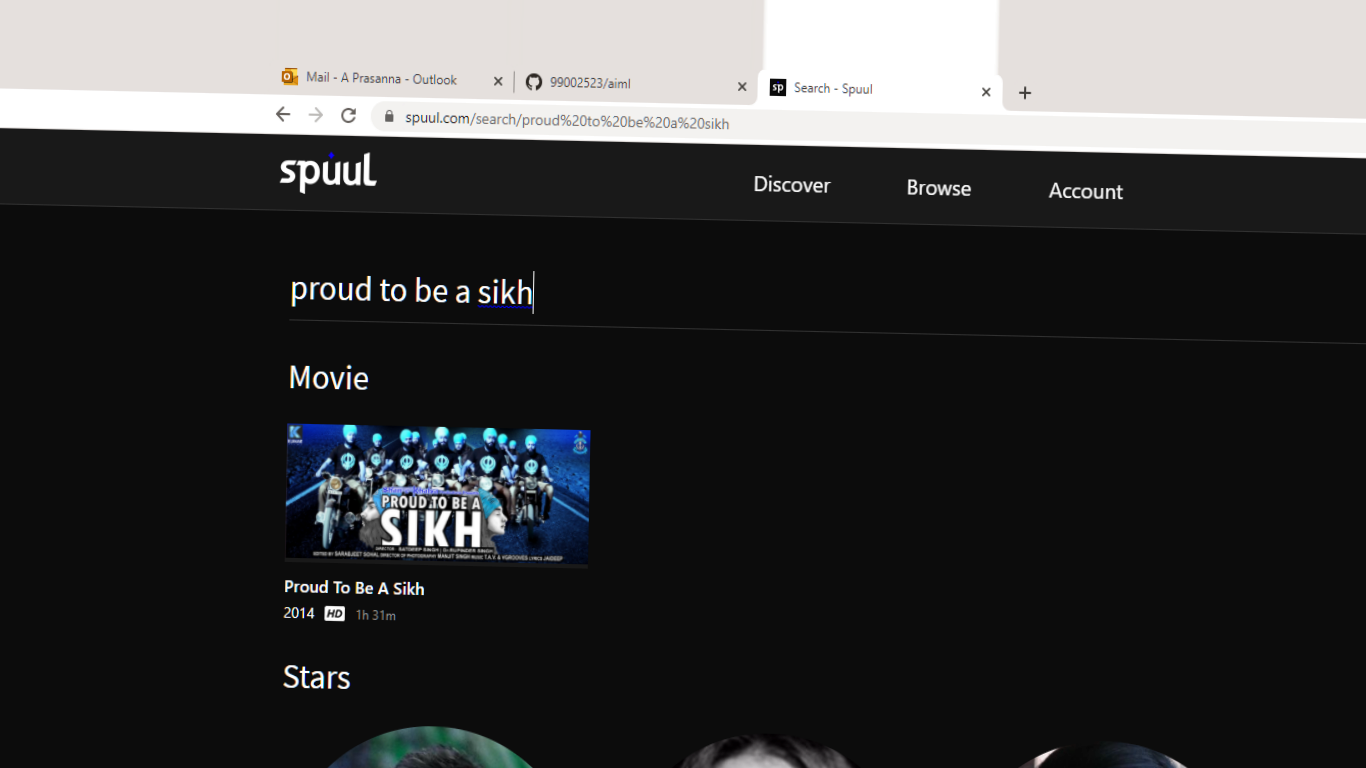 Mail - A Prasanna - Outlook
99002523/aiml
Search - Spuul
spuul.com/search/proud%20to%20be%20a%20sikh
spuul
Discover
Browse
Account
proud to be a sikh
Movie
PROUD TO BE A
SIKH
Proud To Be A Sikh
2014 HD 1h 31m
Stars